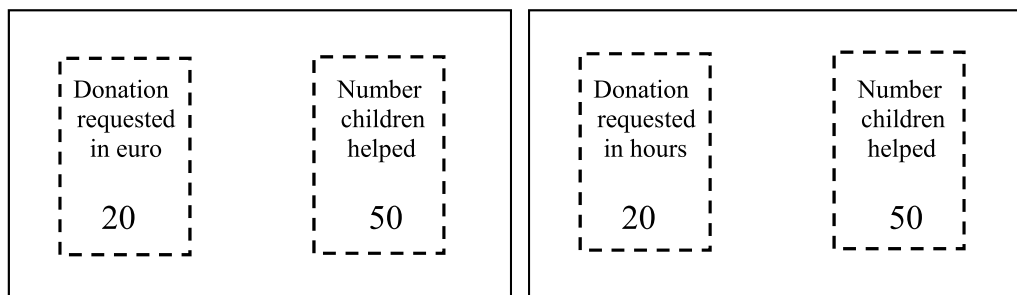 Donation
requested
in euro
20
Number
children
helped
50
Donation
requested
in hours
20
Number
children
helped
50